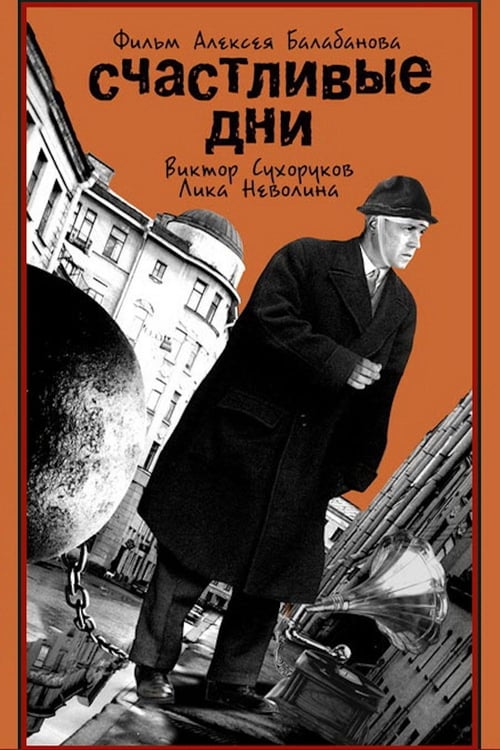 Фильм Алексея Балабанова
счастливые
дни
Виктор Сухоруков
Лика Неволина